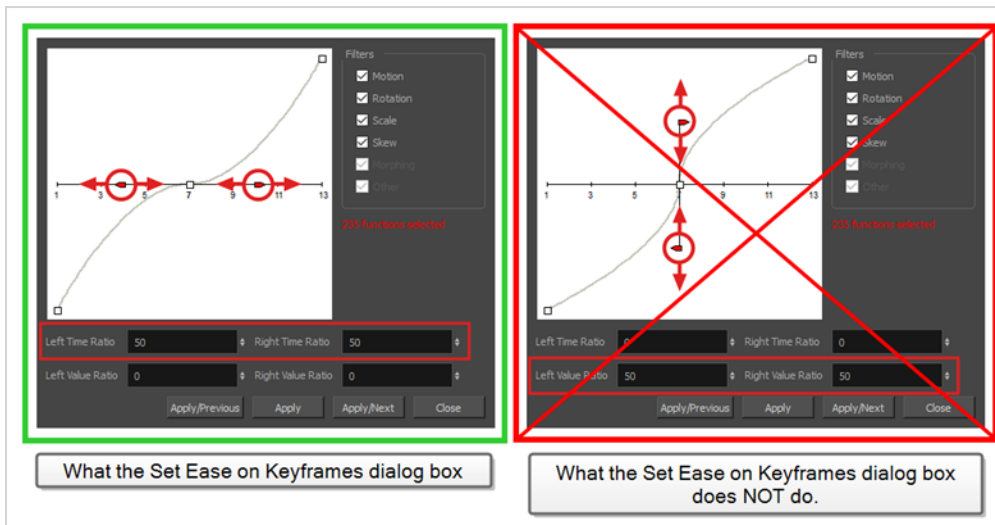 Filters
Motion
Rotation
Scale
Skew
Morphing
Other
1 3 5 7 9 11 13
235 functions selected
Left Time Ratio 50 Right Time Ratio 50
Left Value Ratio 0 Right Value Ratio 0
Apply/Previous Apply Apply/Next Close
What the Set Ease on Keyframes dialog box
Filters
Motion
Rotation
Scale
Skew
Morphing
Other
1 3 5 7 9 11 13
235 functions selected
Left Time Ratio 0 Right Time Ratio 0
Left Value Ratio 50 Right Value Ratio 50
Apply/Previous Apply Apply/Next Close
What the Set Ease on Keyframes dialog box
does NOT do.